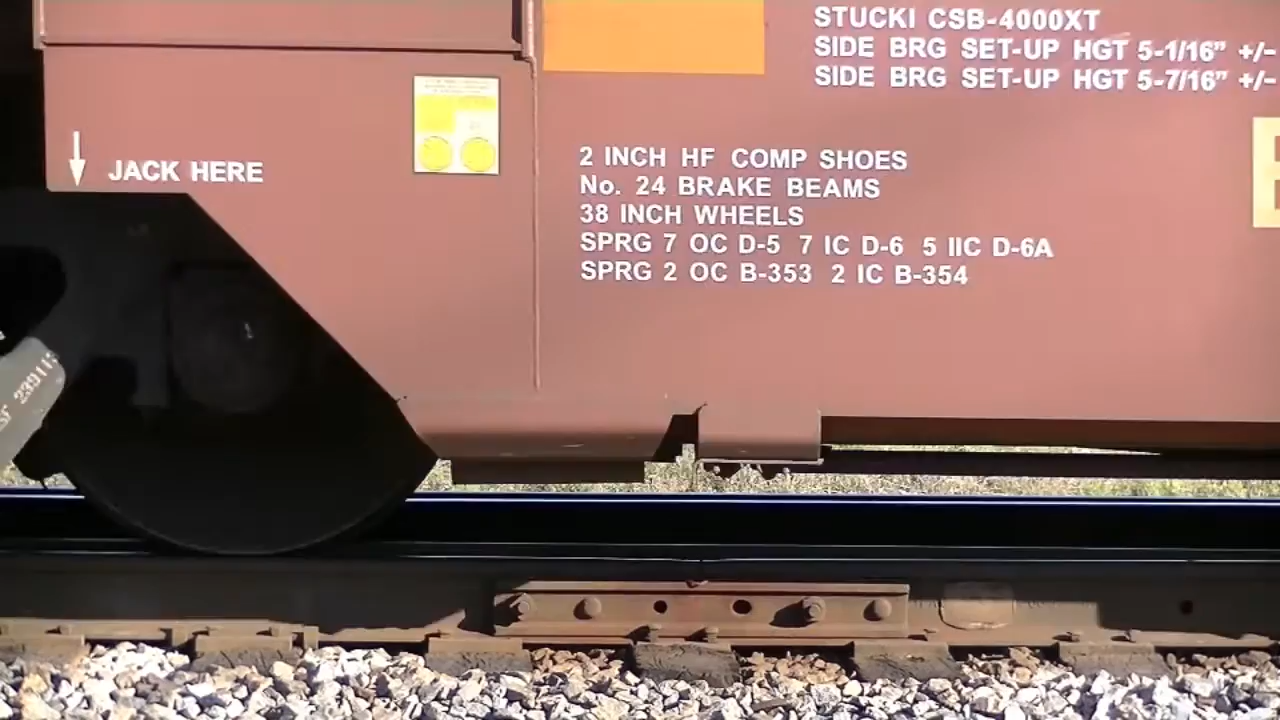 STUCKI CSB-4000XT
SIDE BRG SET-UP HGT 5-1/16” +/-
SIDE BRG SET-UP HGT 5-7/16” +/-
JACK HERE
2 INCH HF COMP SHOES
No. 24 BRAKE BEAMS
38 INCH WHEELS
SPRG 7 OC D-5 7 IC D-6 5 IIC D-6A
SPRG 2 OC B-353 2 IC B-354